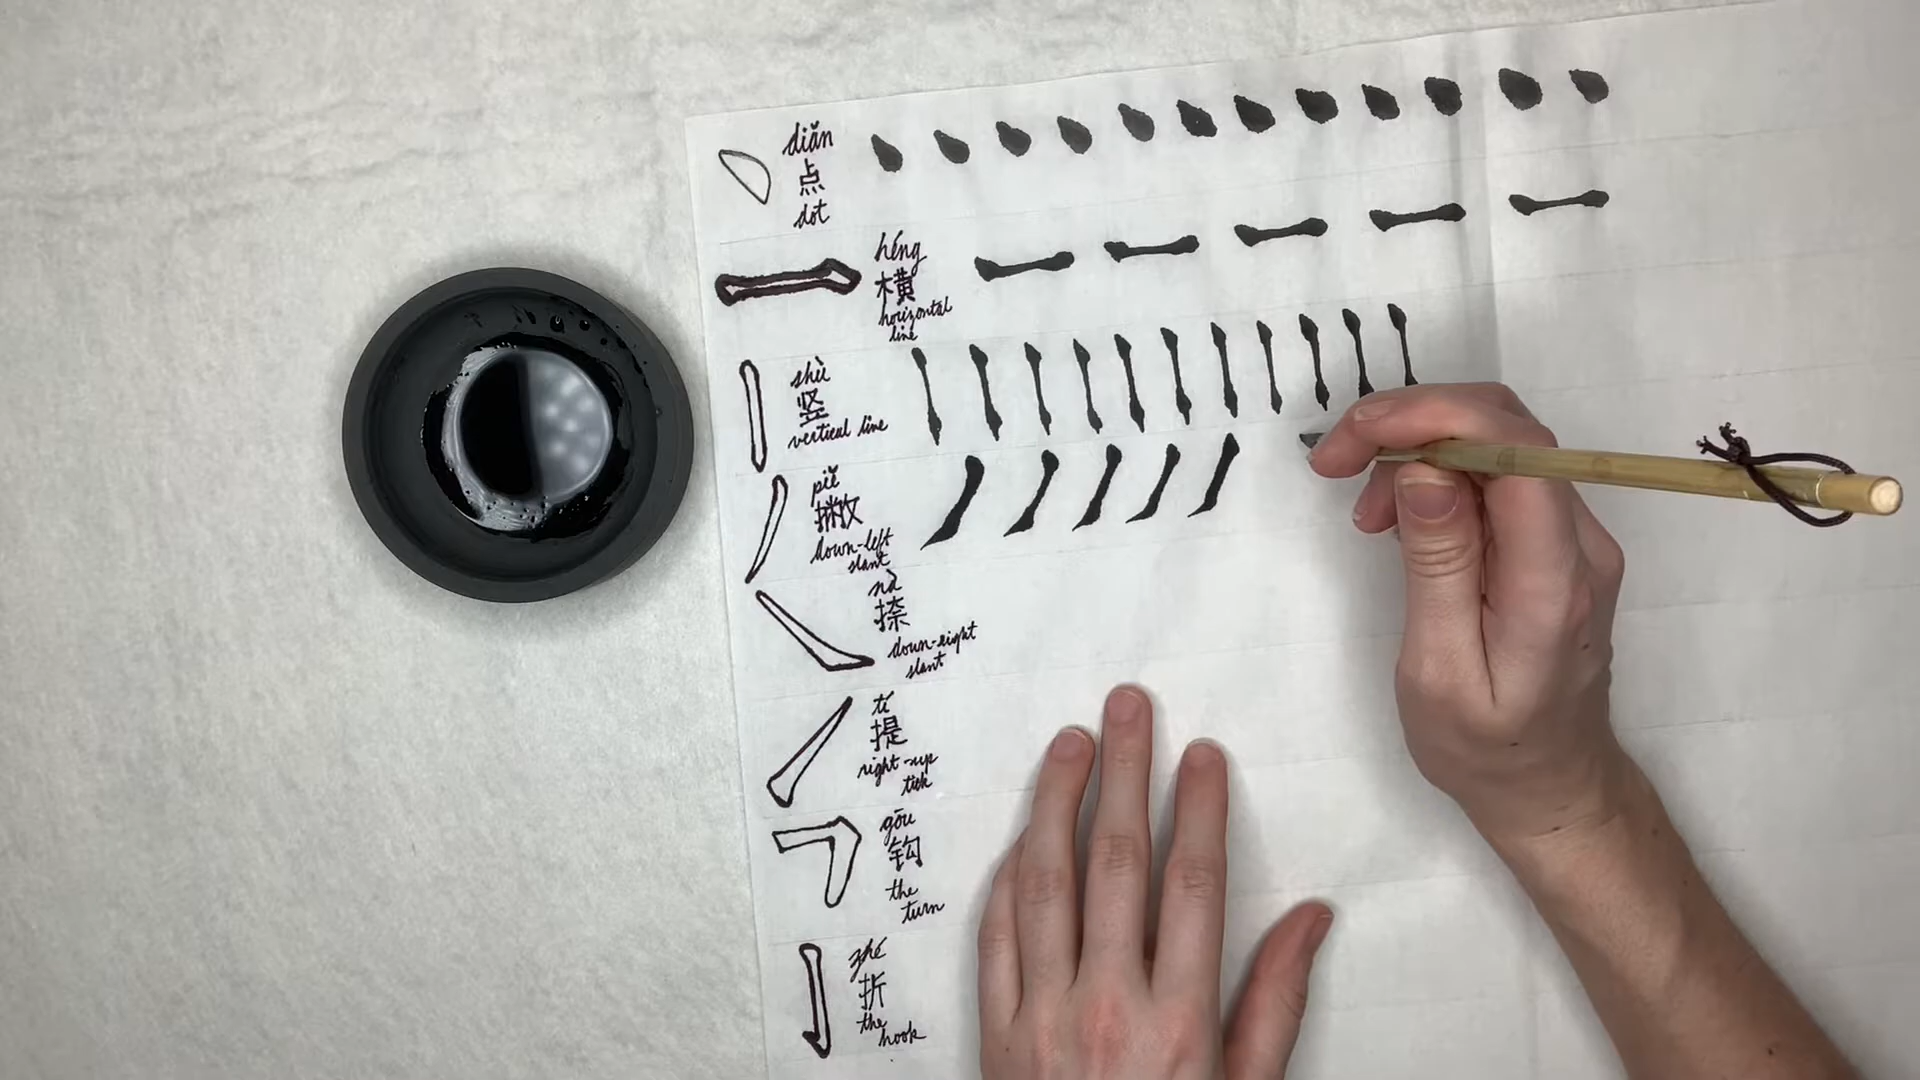 diǎn
点
dot
héng
横
horizontal
line
shù
竖
vertical line
piě
撇
down-left
slant
nà
捺
down-right
slant
tí
提
right-up
tick
gōu
钩
the
turn
zhé
折
the
hook